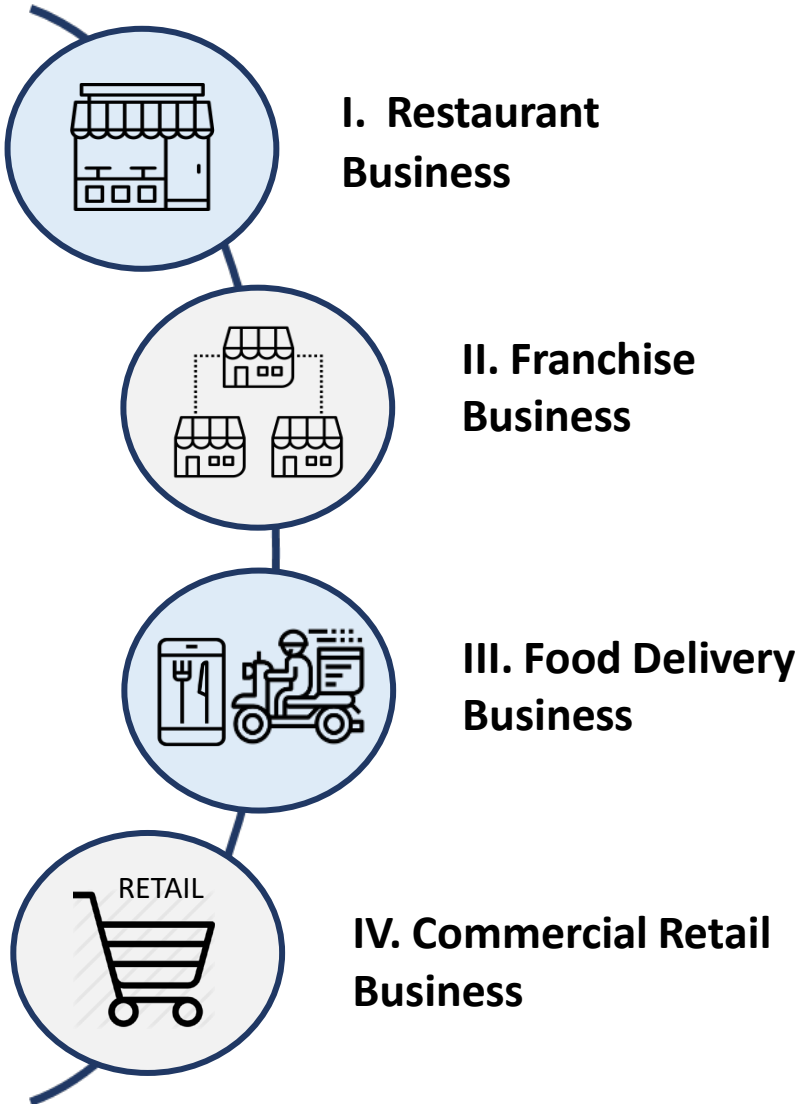 I. Restaurant
Business
II. Franchise
Business
III. Food Delivery
Business
RETAIL
IV. Commercial Retail
Business